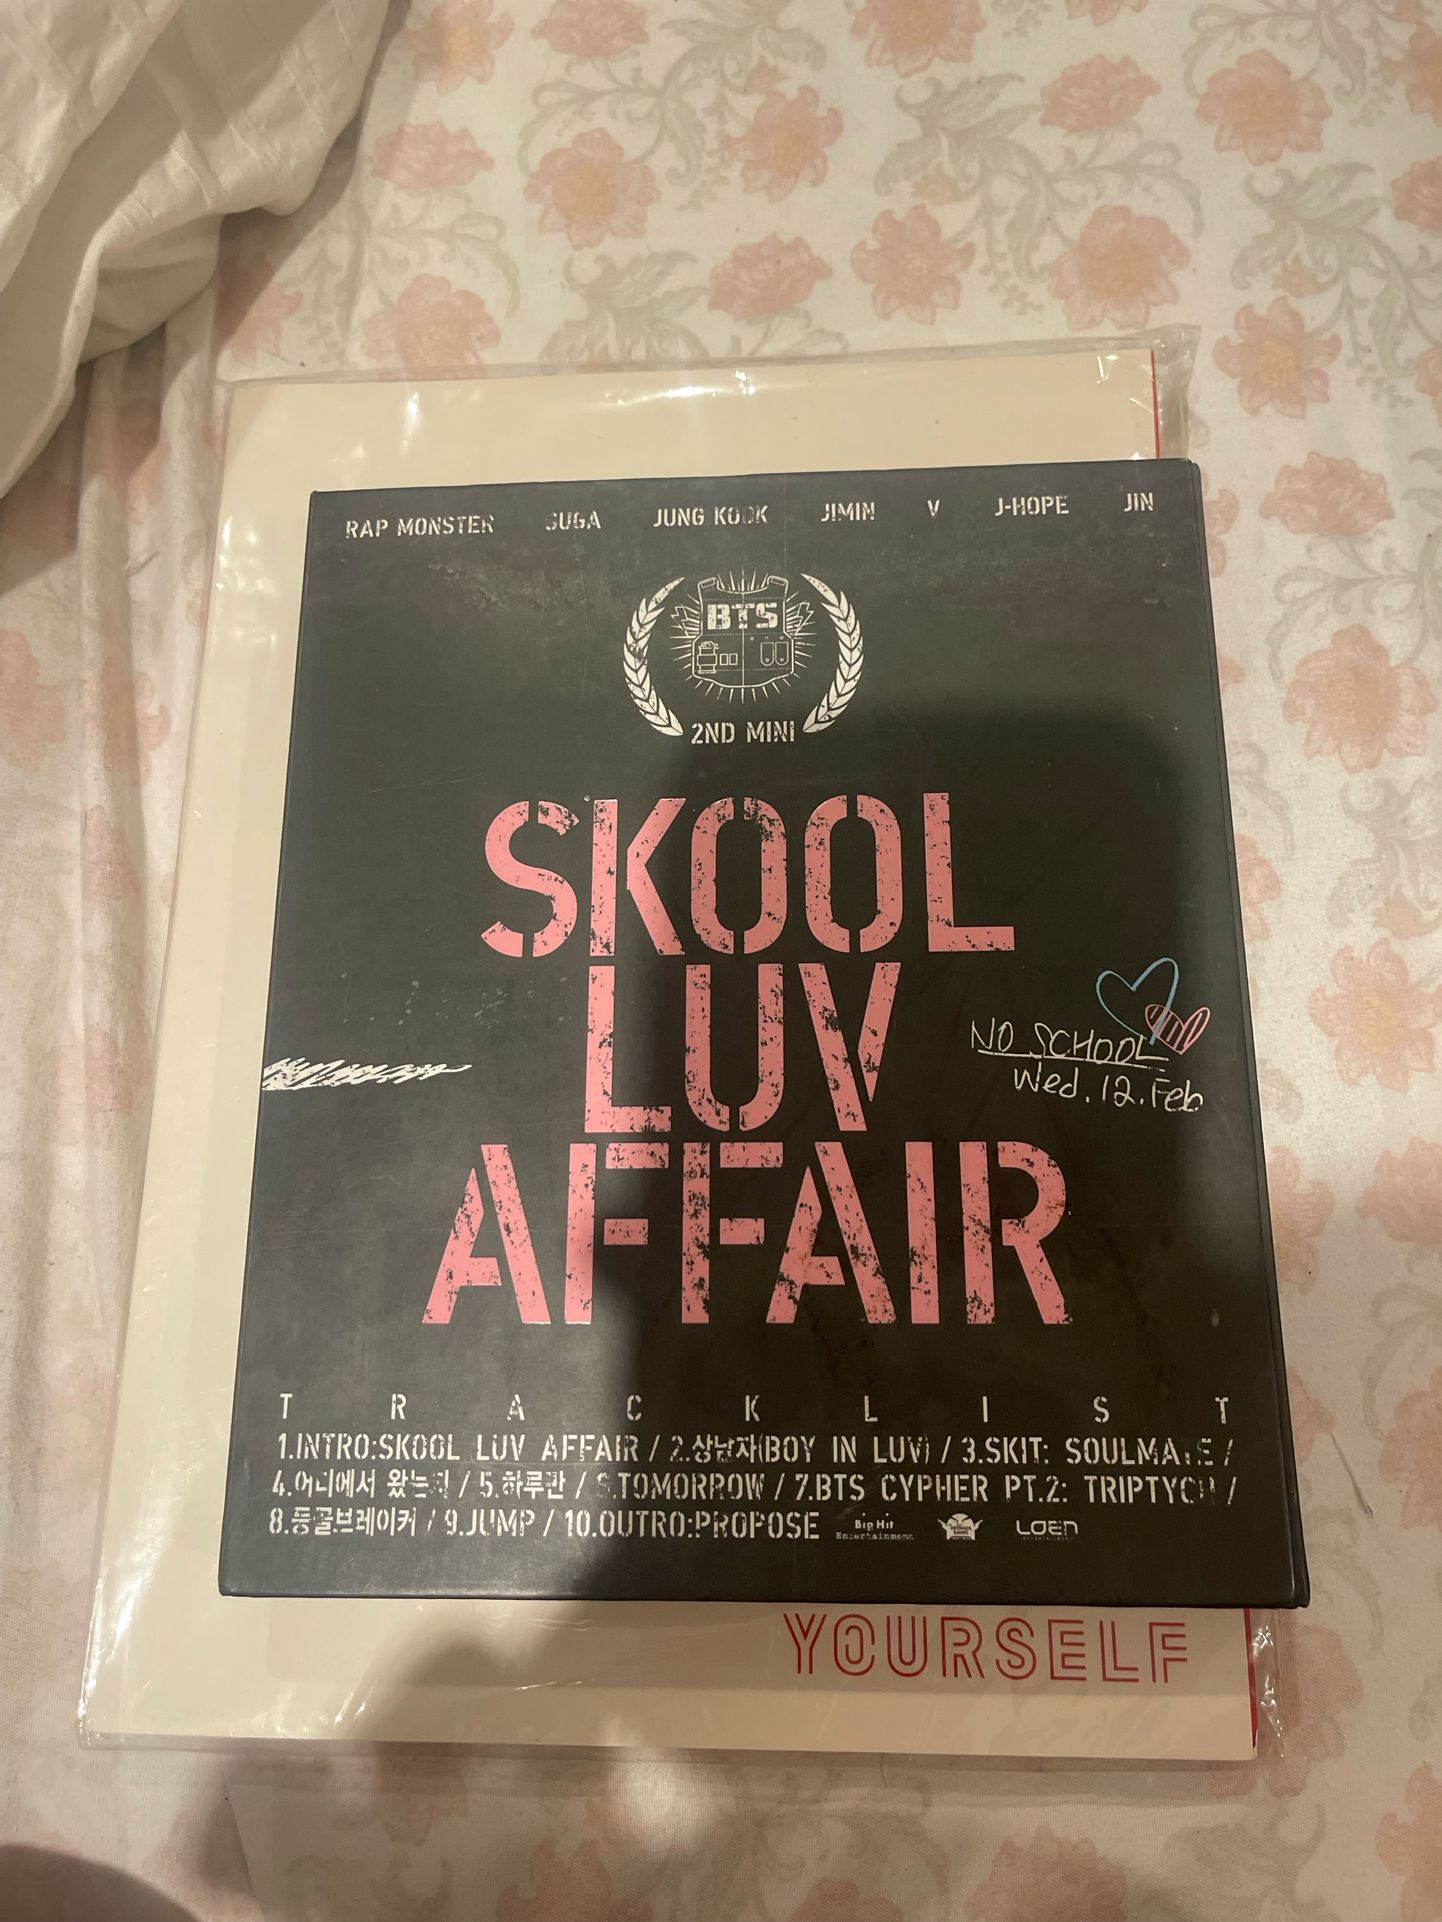 RAP MONSTER SUGA JUNG KOOK JIMIN V J-HOPE JIN
BTS
2ND MINI
SKOOL
LUV
AFFAIR
NO SCHOOL
Wed.12.Feb
TRACKLIST
1.INTRO:SKOOL LUV AFFAIR / 2.상남자(BOY IN LUV) / 3.SKIT: SOULMATE /
4.어디에서 왔는지 / 5.하루만 / 6.TOMORROW / 7.BTS CYPHER PT.2: TRIPTYCH /
8.등골브레이커 / 9.JUMP / 10.OUTRO:PROPOSE
Big Hit
Entertainment
LOEN
YOURSELF